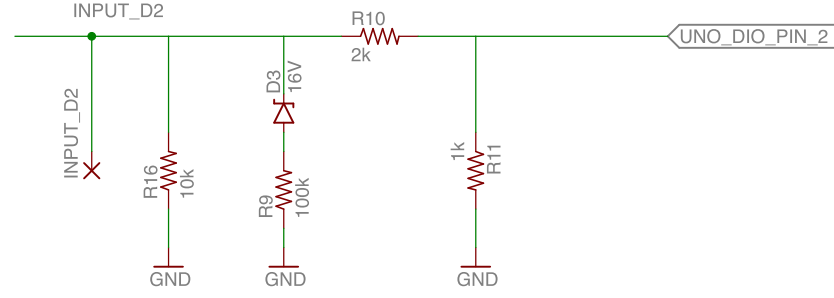 INPUT_D2
R10
2k
UNO_DIO_PIN_2
INPUT_D2
R16
10k
D3
16V
R9
100k
1k
R11
GND
GND
GND